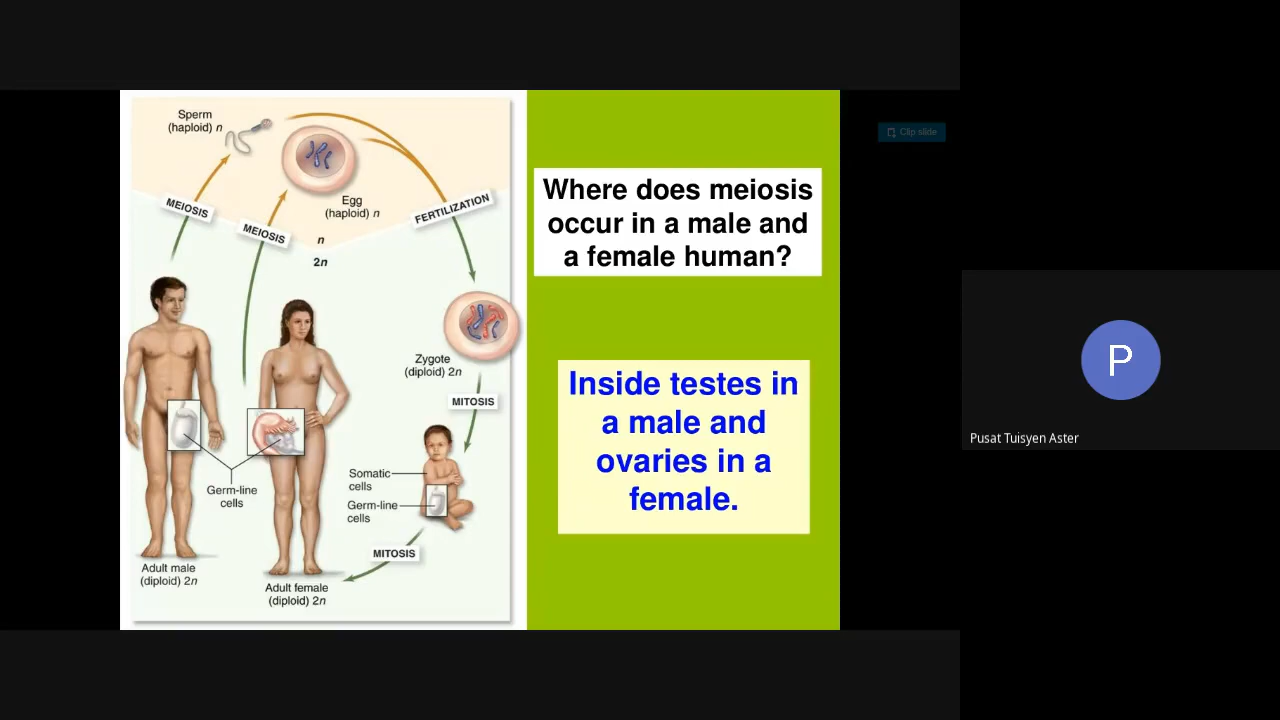 Sperm
(haploid) n
Egg
(haploid) n
MEIOSIS
MEIOSIS
FERTILIZATION
n
2n
Zygote
(diploid) 2n
MITOSIS
Somatic
cells
Germ-line
cells
Germ-line
cells
MITOSIS
Adult male
(diploid) 2n
Adult female
(diploid) 2n
Where does meiosis
occur in a male and
a female human?
Inside testes in
a male and
ovaries in a
female.
Clip slide
P
Pusat Tuisyen Aster